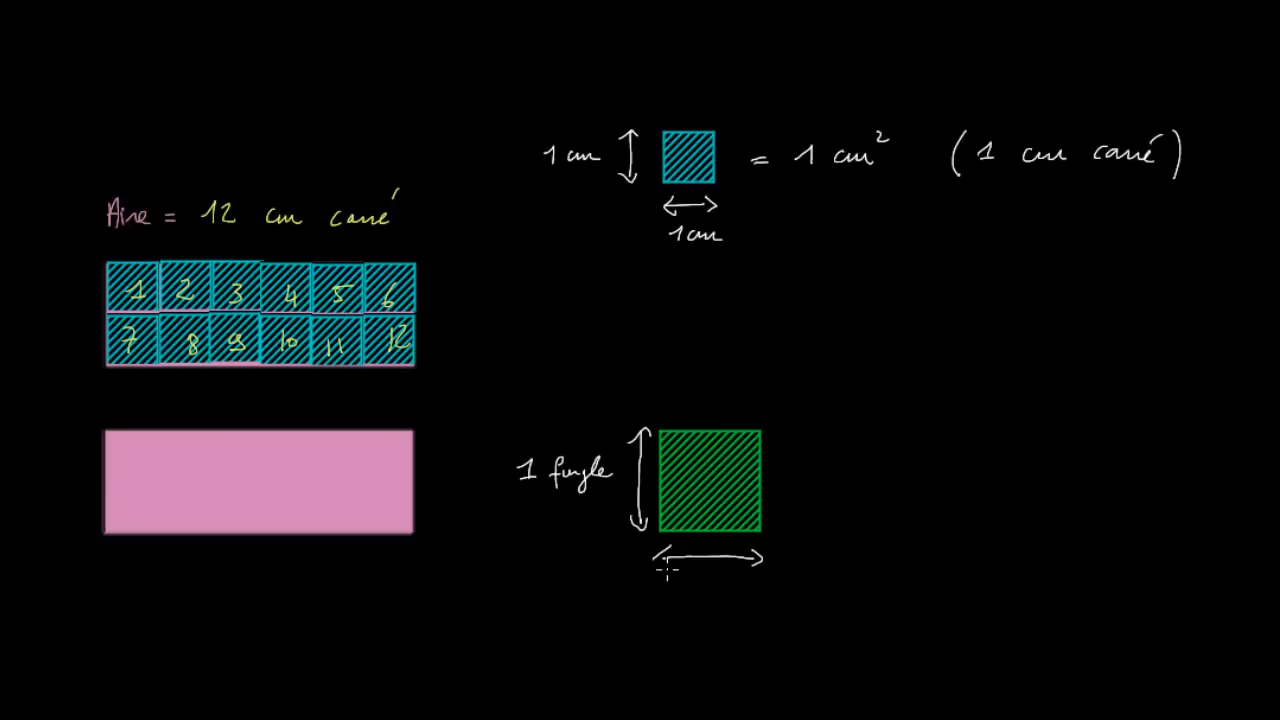 1 cm = 1 cm² (1 cm carré)
1 cm
Aire = 12 cm carré
1 2 3 4 5 6
7 8 9 10 11 12
1 fungle